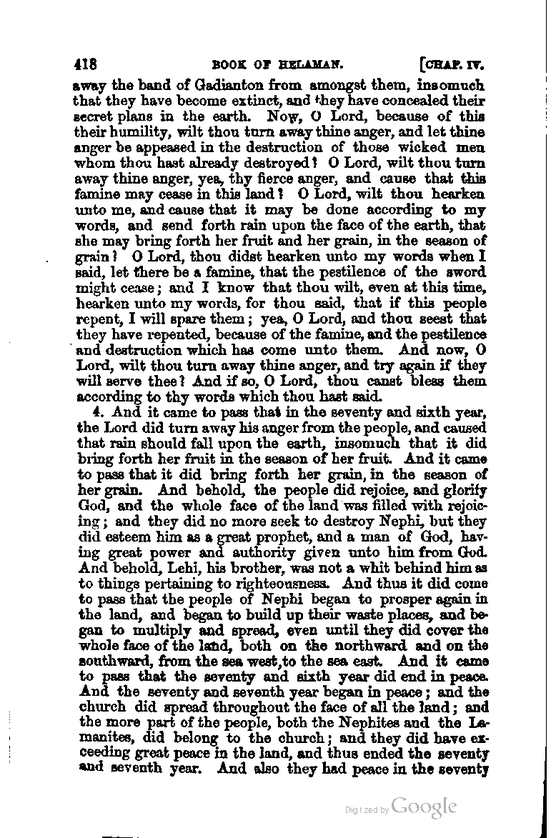 418 BOOK OF HELAMAN. [CHAP. IV.
away the band of Gadianton from amongst them, insomuch
that they have become extinct, and they have concealed their
secret plans in the earth. Now, O Lord, because of this
their humility, wilt thou turn away thine anger, and let thine
anger be appeased in the destruction of those wicked men
whom thou hast already destroyed? O Lord, wilt thou turn
away thine anger, yea, thy fierce anger, and cause that this
famine may cease in this land? O Lord, wilt thou hearken
unto me, and cause that it may be done according to my
words, and send forth rain upon the face of the earth, that
she may bring forth her fruit and her grain, in the season of
grain? O Lord, thou didst hearken unto my words when I
said, let there be a famine, that the pestilence of the sword
might cease; and I know that thou wilt, even at this time,
hearken unto my words, for thou said, that if this people
repent, I will spare them; yea, O Lord, and thou seest that
they have repented, because of the famine, and the pestilence
and destruction which has come unto them. And now, O
Lord, wilt thou turn away thine anger, and try again if they
will serve thee? And if so, O Lord, thou canst bless them
according to thy words which thou hast said.
4. And it came to pass that in the seventy and sixth year,
the Lord did turn away his anger from the people, and caused
that rain should fall upon the earth, insomuch that it did
bring forth her fruit in the season of her fruit. And it came
to pass that it did bring forth her grain, in the season of
her grain. And behold, the people did rejoice, and glorify
God, and the whole face of the land was filled with rejoic-
ing; and they did no more seek to destroy Nephi, but they
did esteem him as a great prophet, and a man of God, hav-
ing great power and authority given unto him from God.
And behold, Lehi, his brother, was not a whit behind him as
to things pertaining to righteousness. And thus it did come
to pass that the people of Nephi began to prosper again in
the land, and began to build up their waste places, and be-
gan to multiply and spread, even until they did cover the
whole face of the land, both on the northward and on the
southward, from the sea west, to the sea east. And it came
to pass that the seventy and sixth year did end in peace.
And the seventy and seventh year began in peace; and the
church did spread throughout the face of all the land; and
the more part of the people, both the Nephites and the La-
manites, did belong to the church; and they did have ex-
ceeding great peace in the land, and thus ended the seventy
and seventh year. And also they had peace in the seventy
Digitized by Google